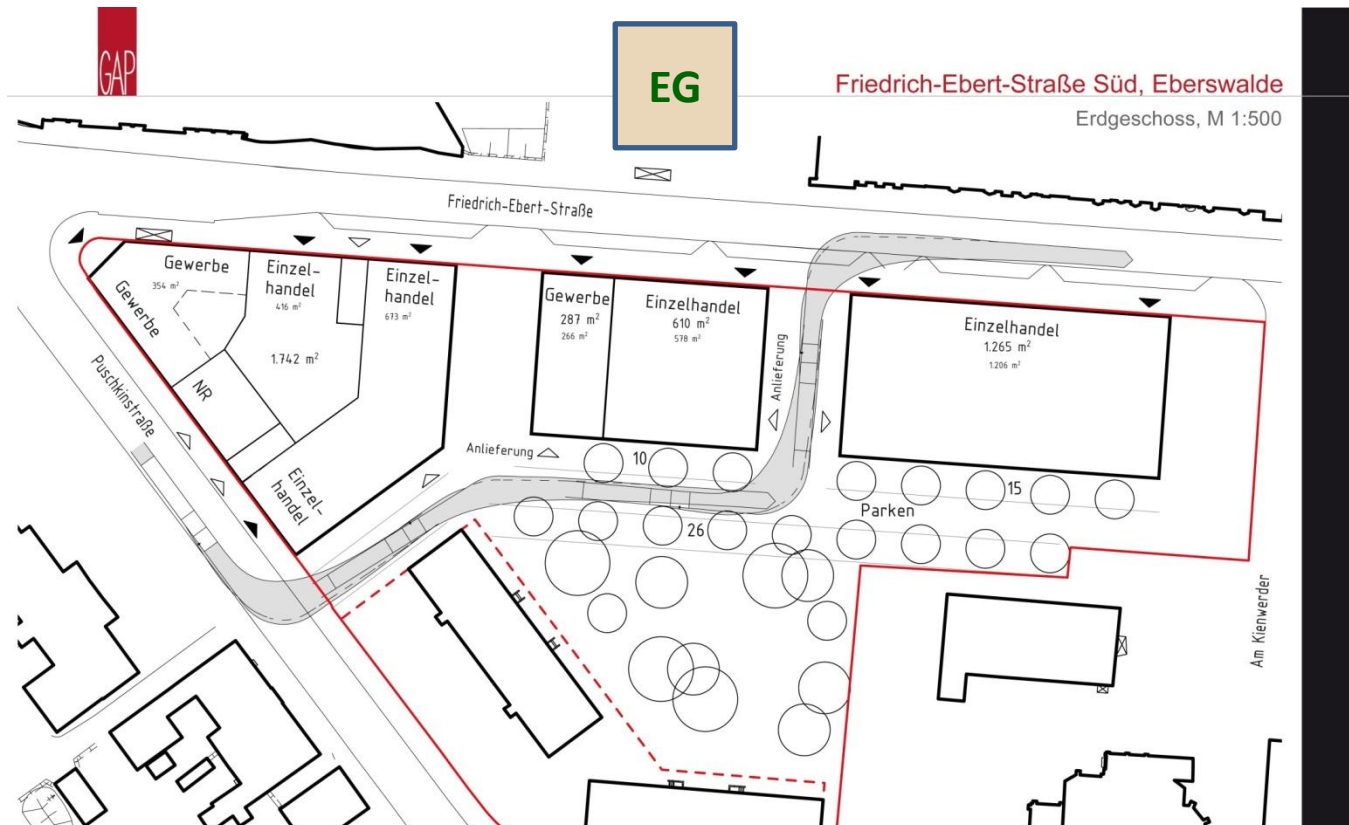 GAP
EG
Friedrich-Ebert-Straße Süd, Eberswalde
Erdgeschoss, M 1:500
Friedrich-Ebert-Straße
Gewerbe
354 m²
Gewerbe
Einzel-
handel
416 m²
Einzel-
handel
673 m²
1.742 m²
NR
Einzel-
handel
Puschkinstraße
Gewerbe
287 m²
266 m²
Einzelhandel
610 m²
578 m²
Anlieferung
Einzelhandel
1.265 m²
1.206 m²
Anlieferung
10
15
Parken
26
Am Kienwerder